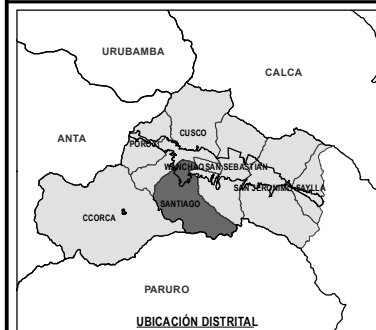 URUBAMBA
CALCA
ANTA
CUSCO
POROY
WANCHAQ SAN SEBASTIAN
SAN JERONIMO SAYLLA
SANTIAGO
CCORCA
PARURO
UBICACIÓN DISTRITAL